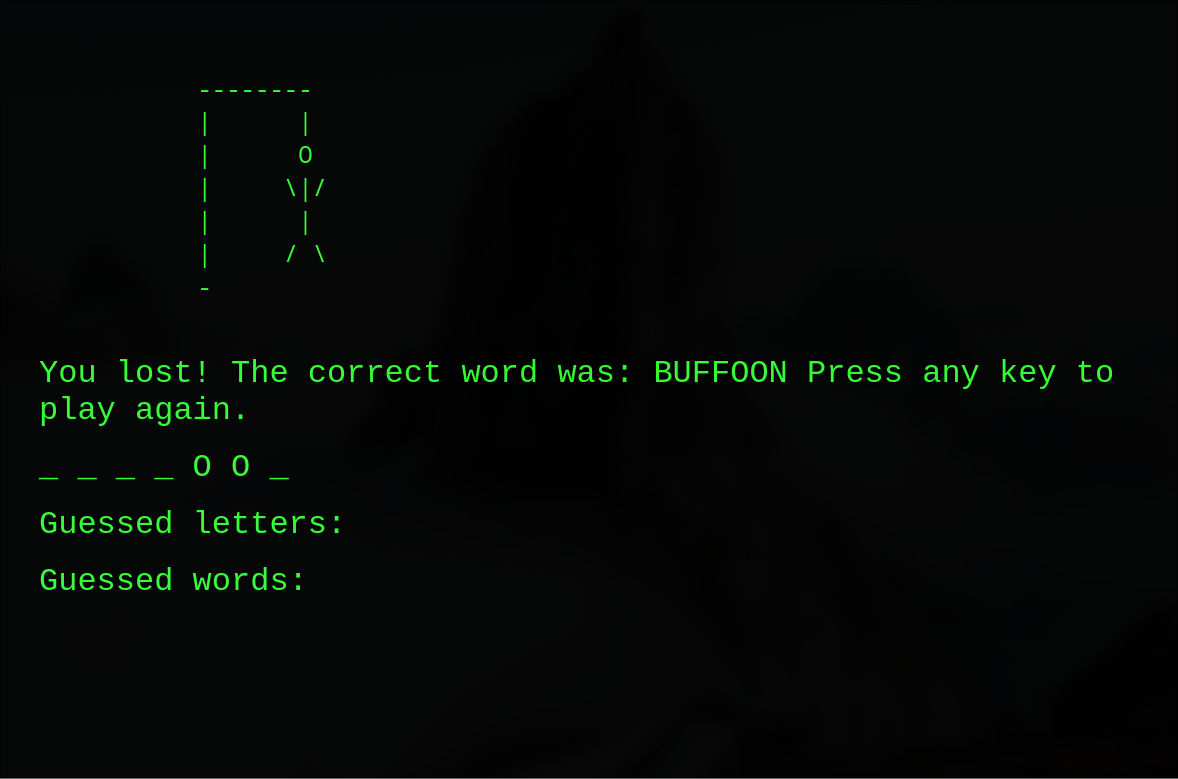 --------
|      |
|      O
|     \|/
|      |
|     / \
-
You lost! The correct word was: BUFFOON Press any key to
play again.
_ _ _ _ O O _
Guessed letters:
Guessed words: